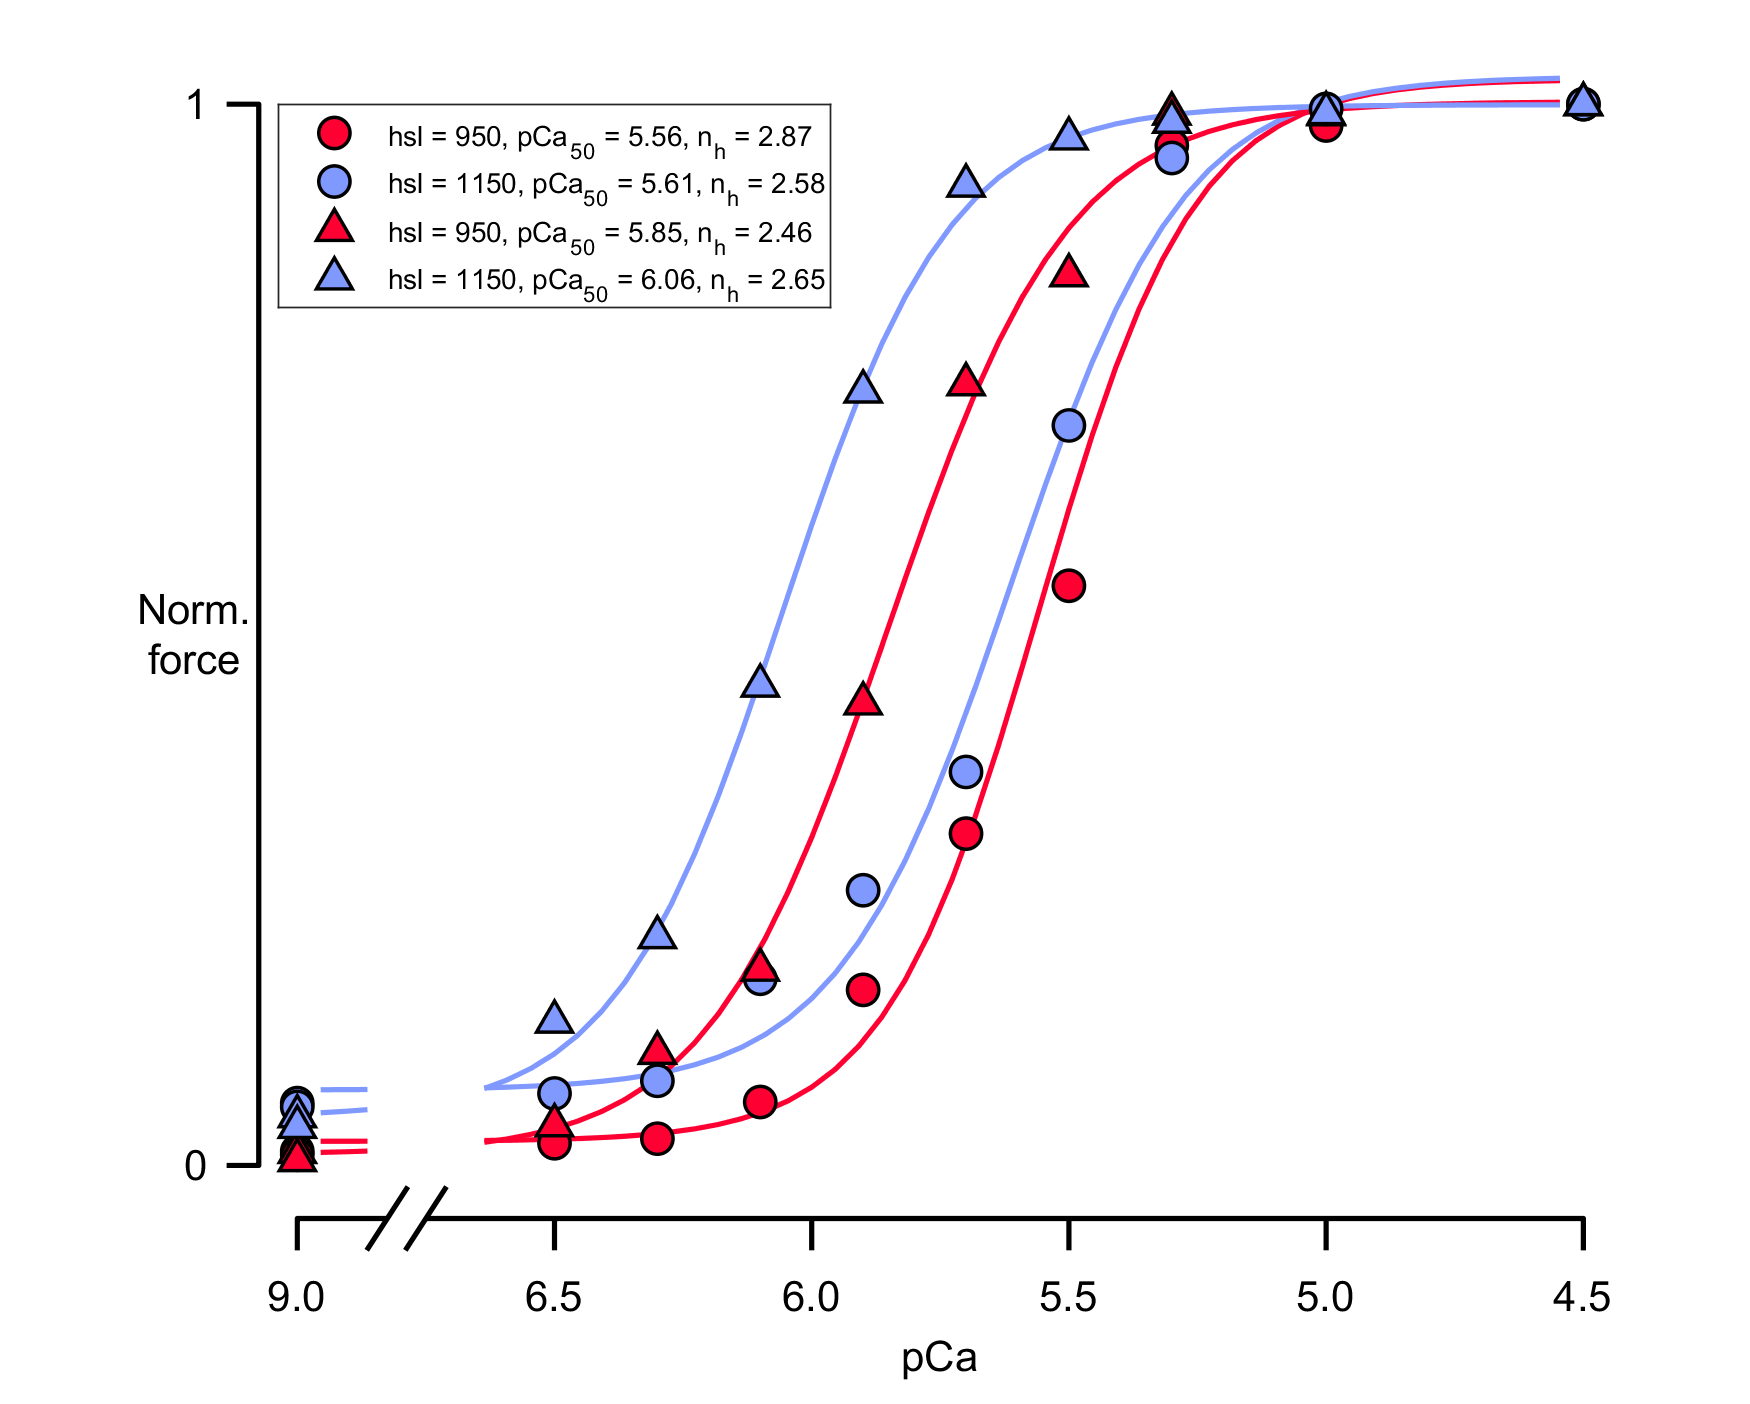 1
hsl = 950, pCa50 = 5.56, nh = 2.87
hsl = 1150, pCa50 = 5.61, nh = 2.58
hsl = 950, pCa50 = 5.85, nh = 2.46
hsl = 1150, pCa50 = 6.06, nh = 2.65
Norm.
force
0
9.0 6.5 6.0 5.5 5.0 4.5
pCa